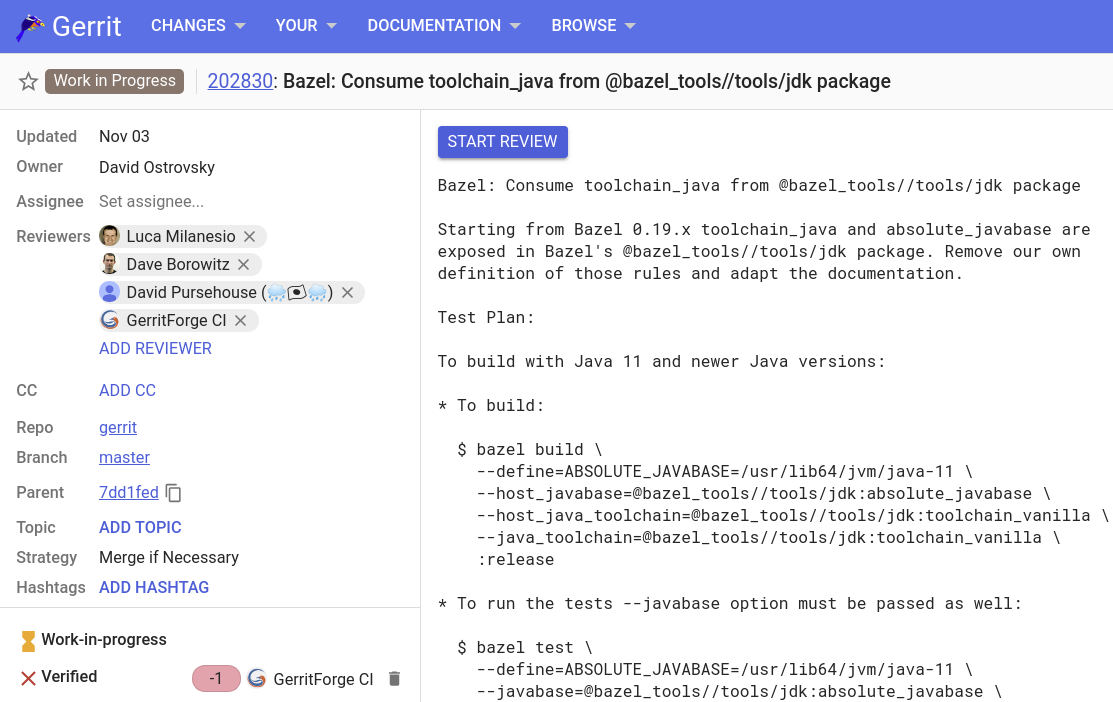 Gerrit CHANGES YOUR DOCUMENTATION BROWSE
Work in Progress 202830: Bazel: Consume toolchain_java from @bazel_tools//tools/jdk package
Updated Nov 03
Owner David Ostrovsky
Assignee Set assignee...
Reviewers Luca Milanesio
Dave Borowitz
David Pursehouse (🌨️💴🌨️)
GerritForge CI
ADD REVIEWER
CC ADD CC
Repo gerrit
Branch master
Parent 7dd1fed
Topic ADD TOPIC
Strategy Merge if Necessary
Hashtags ADD HASHTAG
Work-in-progress
Verified -1 GerritForge CI
START REVIEW
Bazel: Consume toolchain_java from @bazel_tools//tools/jdk package
Starting from Bazel 0.19.x toolchain_java and absolute_javabase are
exposed in Bazel's @bazel_tools//tools/jdk package. Remove our own
definition of those rules and adapt the documentation.
Test Plan:
To build with Java 11 and newer Java versions:
* To build:
$ bazel build \
--define=ABSOLUTE_JAVABASE=/usr/lib64/jvm/java-11 \
--host_javabase=@bazel_tools//tools/jdk:absolute_javabase \
--host_java_toolchain=@bazel_tools//tools/jdk:toolchain_vanilla \
--java_toolchain=@bazel_tools//tools/jdk:toolchain_vanilla \
:release
* To run the tests --javabase option must be passed as well:
$ bazel test \
--define=ABSOLUTE_JAVABASE=/usr/lib64/jvm/java-11 \
--javabase=@bazel_tools//tools/jdk:absolute_javabase \